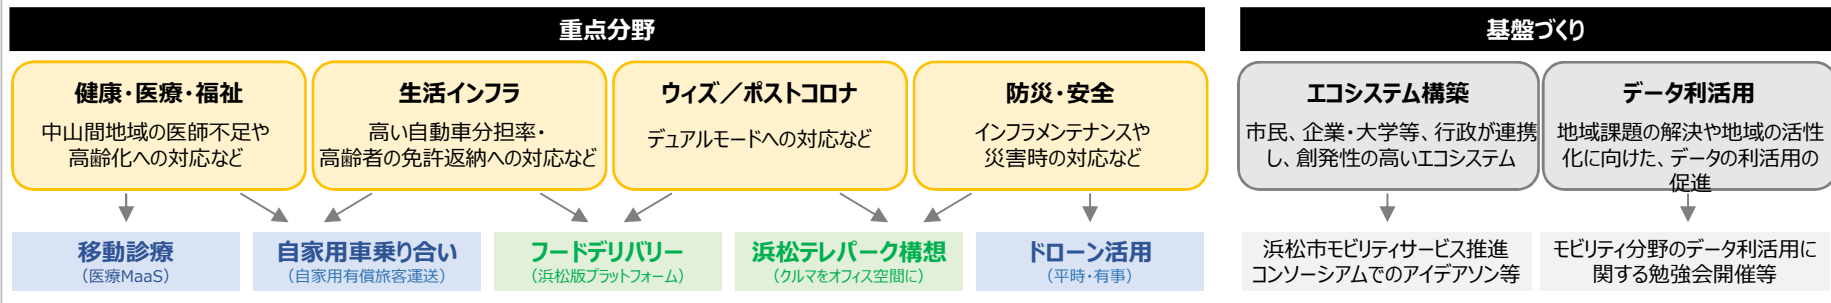 重点分野
基盤づくり
健康・医療・福祉
中山間地域の医師不足や
高齢化への対応など
生活インフラ
高い自動車分担率・
高齢者の免許返納への対応など
ウィズ／ポストコロナ
デュアルモードへの対応など
防災・安全
インフラメンテナンスや
災害時の対応など
エコシステム構築
市民、企業・大学等、行政が連携
し、創発性の高いエコシステム
データ利活用
地域課題の解決や地域の活性
化に向けた、データの利活用の
促進
移動診療
（医療MaaS）
自家用車乗り合い
（自家用有償旅客運送）
フードデリバリー
（浜松版プラットフォーム）
浜松テレパーク構想
（クルマをオフィス空間に）
ドローン活用
（平時・有事）
浜松市モビリティサービス推進
コンソーシアムでのアイデアソン等
モビリティ分野のデータ利活用に
関する勉強会開催等